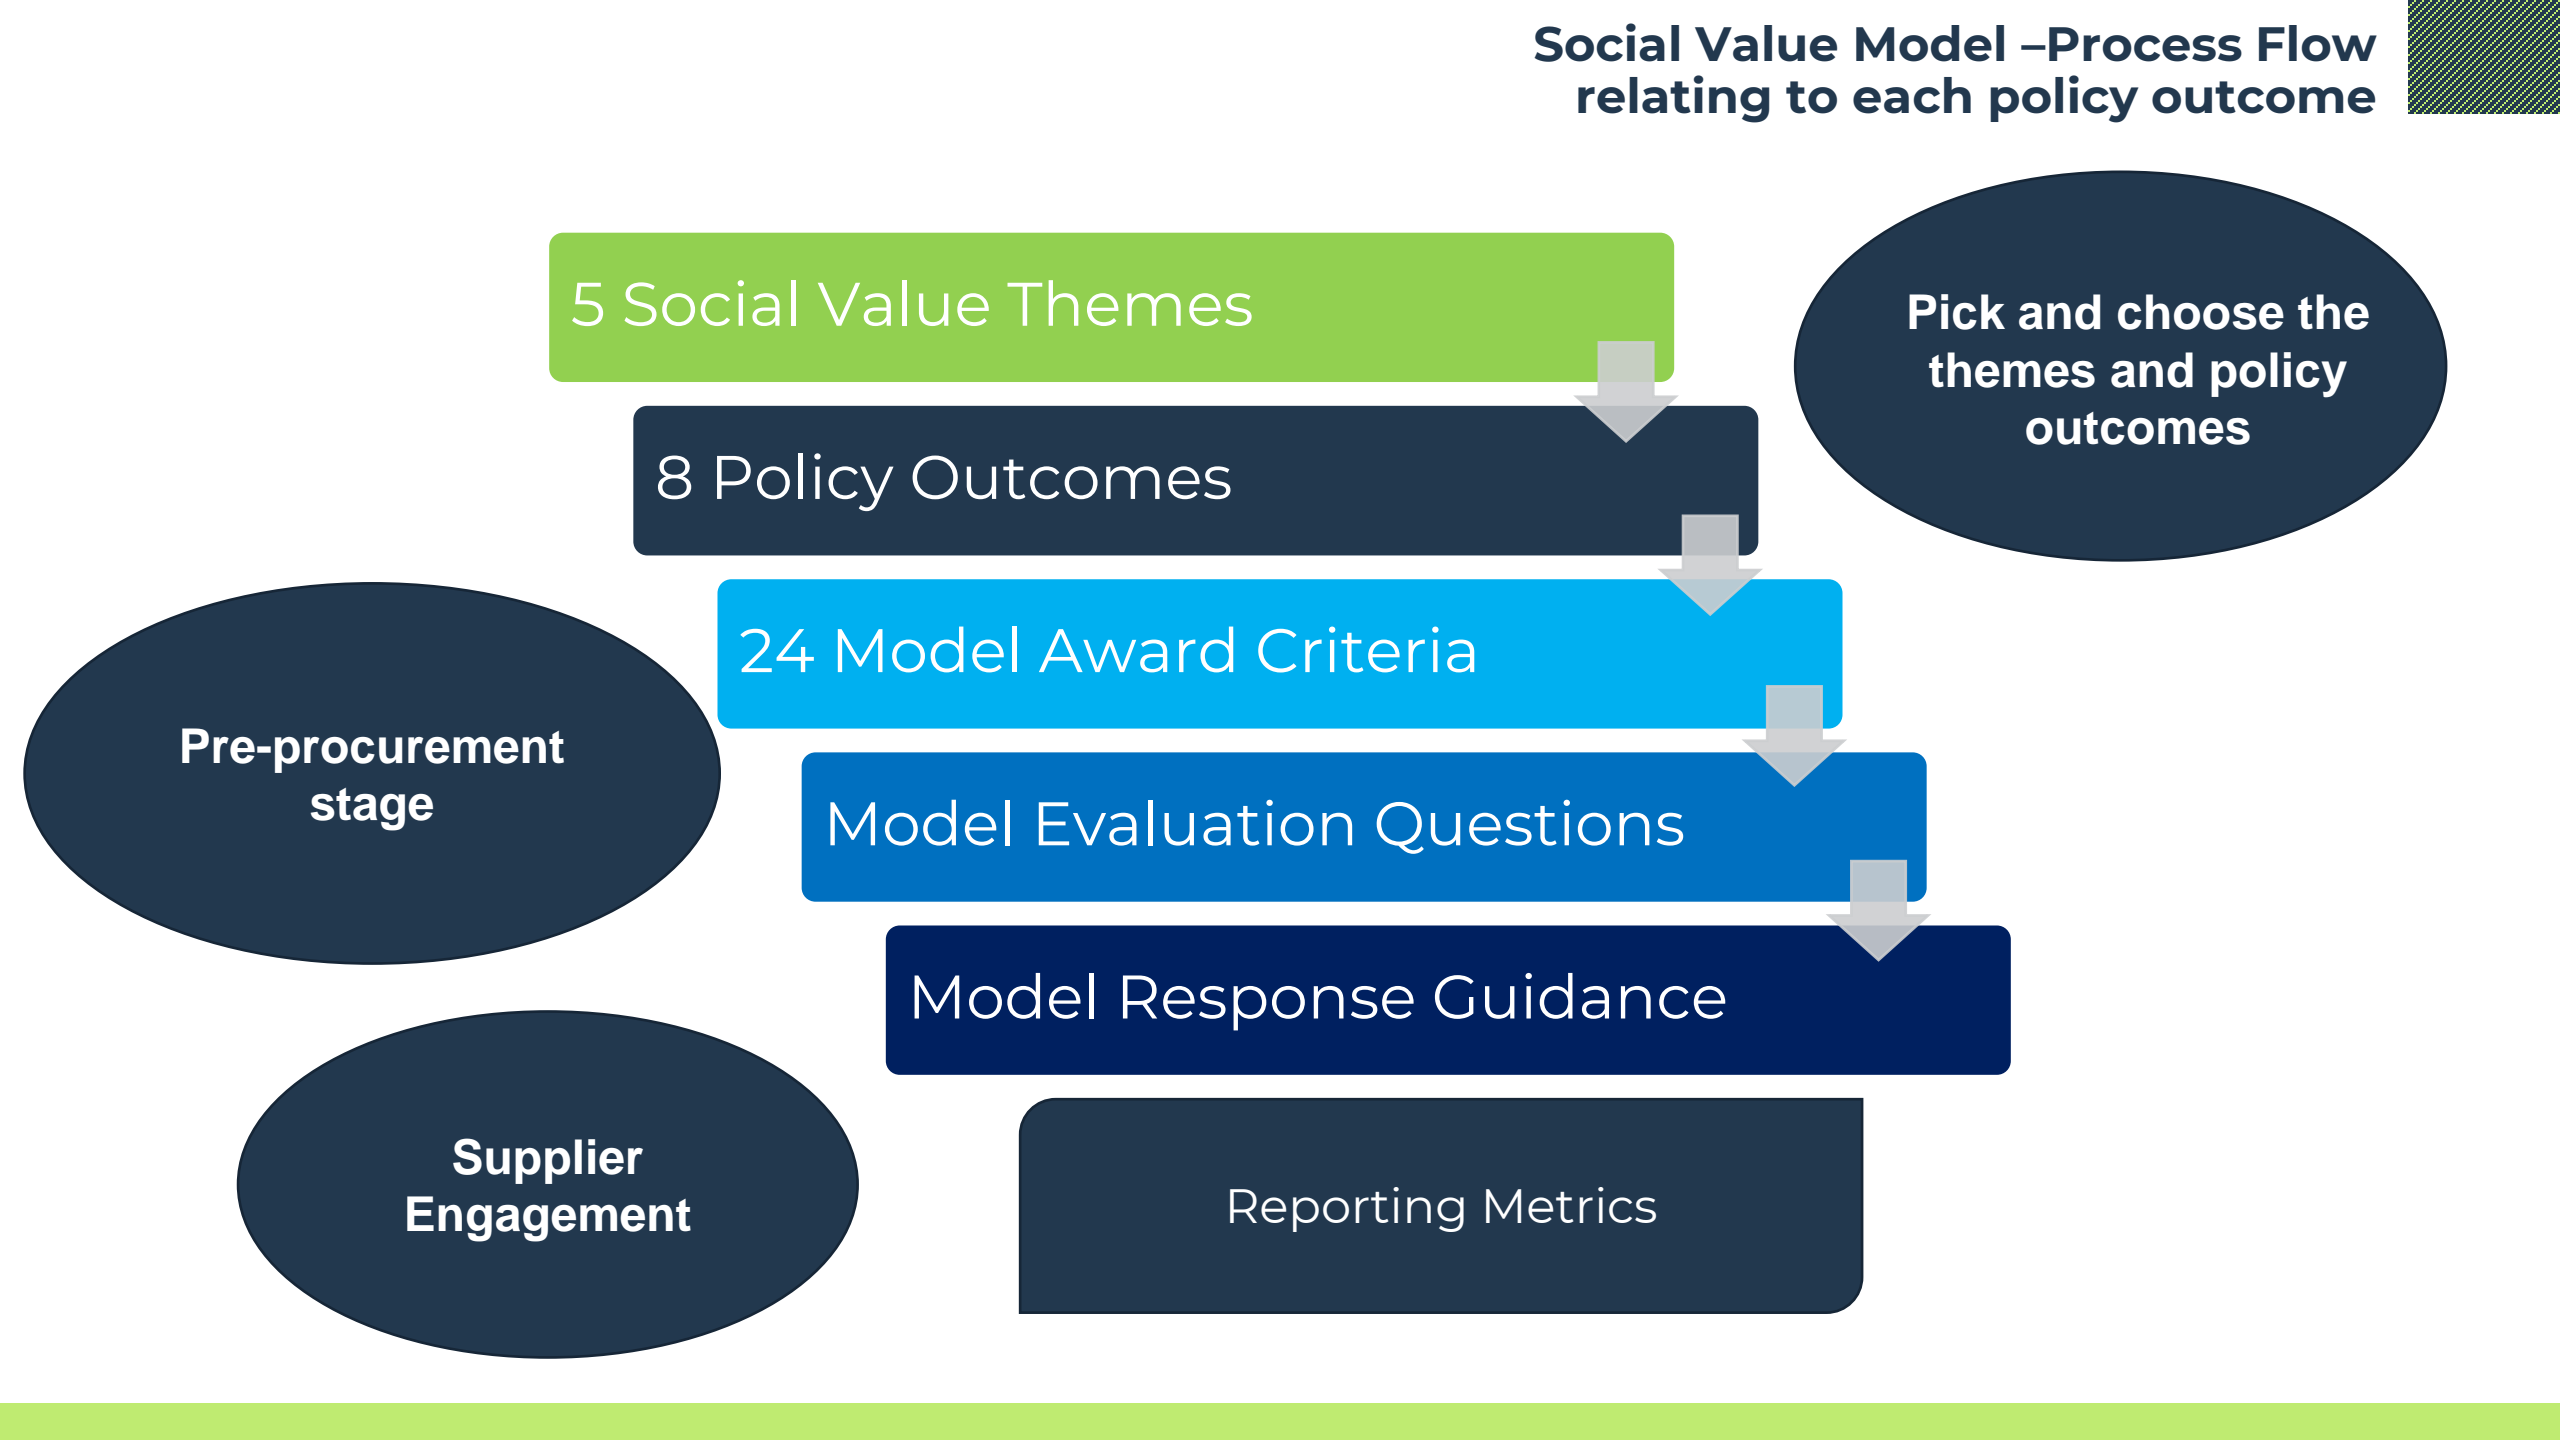 Social Value Model –Process Flow
relating to each policy outcome
5 Social Value Themes
Pick and choose the
themes and policy
outcomes
8 Policy Outcomes
24 Model Award Criteria
Pre-procurement
stage
Model Evaluation Questions
Model Response Guidance
Supplier
Engagement
Reporting Metrics